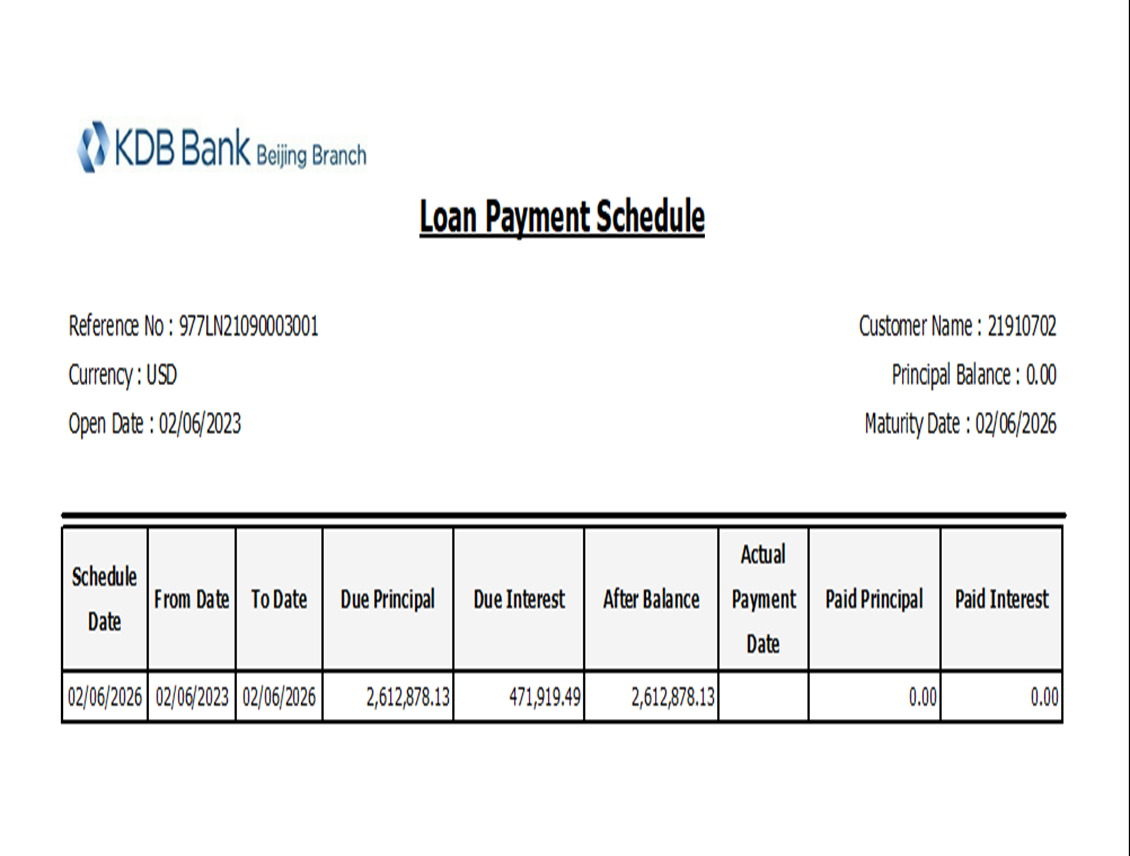 KDB Bank Beijing Branch
Loan Payment Schedule
Reference No : 977LN21090003001 Customer Name : 21910702
Currency : USD Principal Balance : 0.00
Open Date : 02/06/2023 Maturity Date : 02/06/2026
Schedule Date From Date To Date Due Principal Due Interest After Balance Actual Payment Date Paid Principal Paid Interest
02/06/2026 02/06/2023 02/06/2026 2,612,878.13 471,919.49 2,612,878.13 0.00 0.00